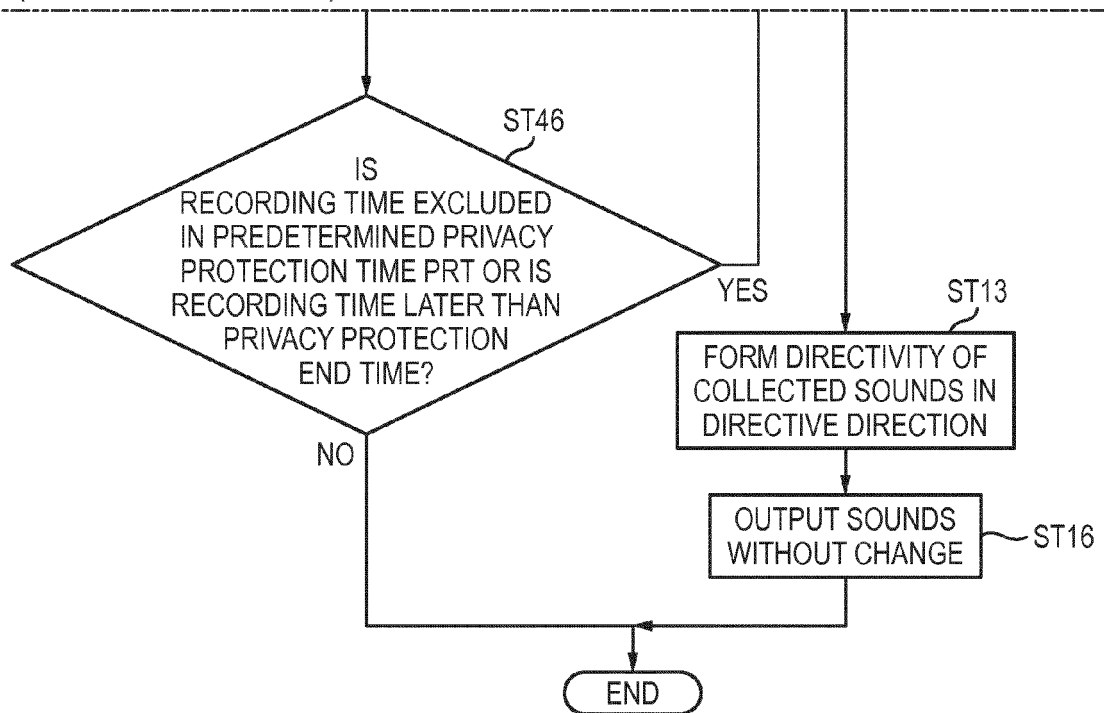 ST46
IS
RECORDING TIME EXCLUDED
IN PREDETERMINED PRIVACY
PROTECTION TIME PRT OR IS
RECORDING TIME LATER THAN
PRIVACY PROTECTION
END TIME?
YES
NO
ST13
FORM DIRECTIVITY OF
COLLECTED SOUNDS IN
DIRECTIVE DIRECTION
OUTPUT SOUNDS
WITHOUT CHANGE
ST16
END